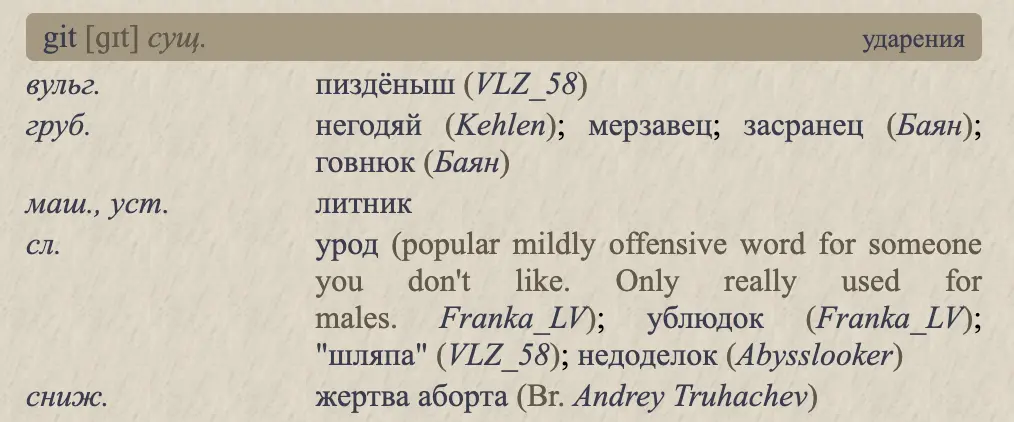 git [gıt] сущ. ударения
вульг. пиздёныш (VLZ_58)
груб. негодяй (Kehlen); мерзавец; засранец (Баян);
говнюк (Баян)
маш., уст. литник
сл. урод (popular mildly offensive word for someone
you don't like. Only really used for
males. Franka_LV); ублюдок (Franka_LV);
"шляпа" (VLZ_58); недоделок (Abysslooker)
сниж. жертва аборта (Br. Andrey Truhachev)